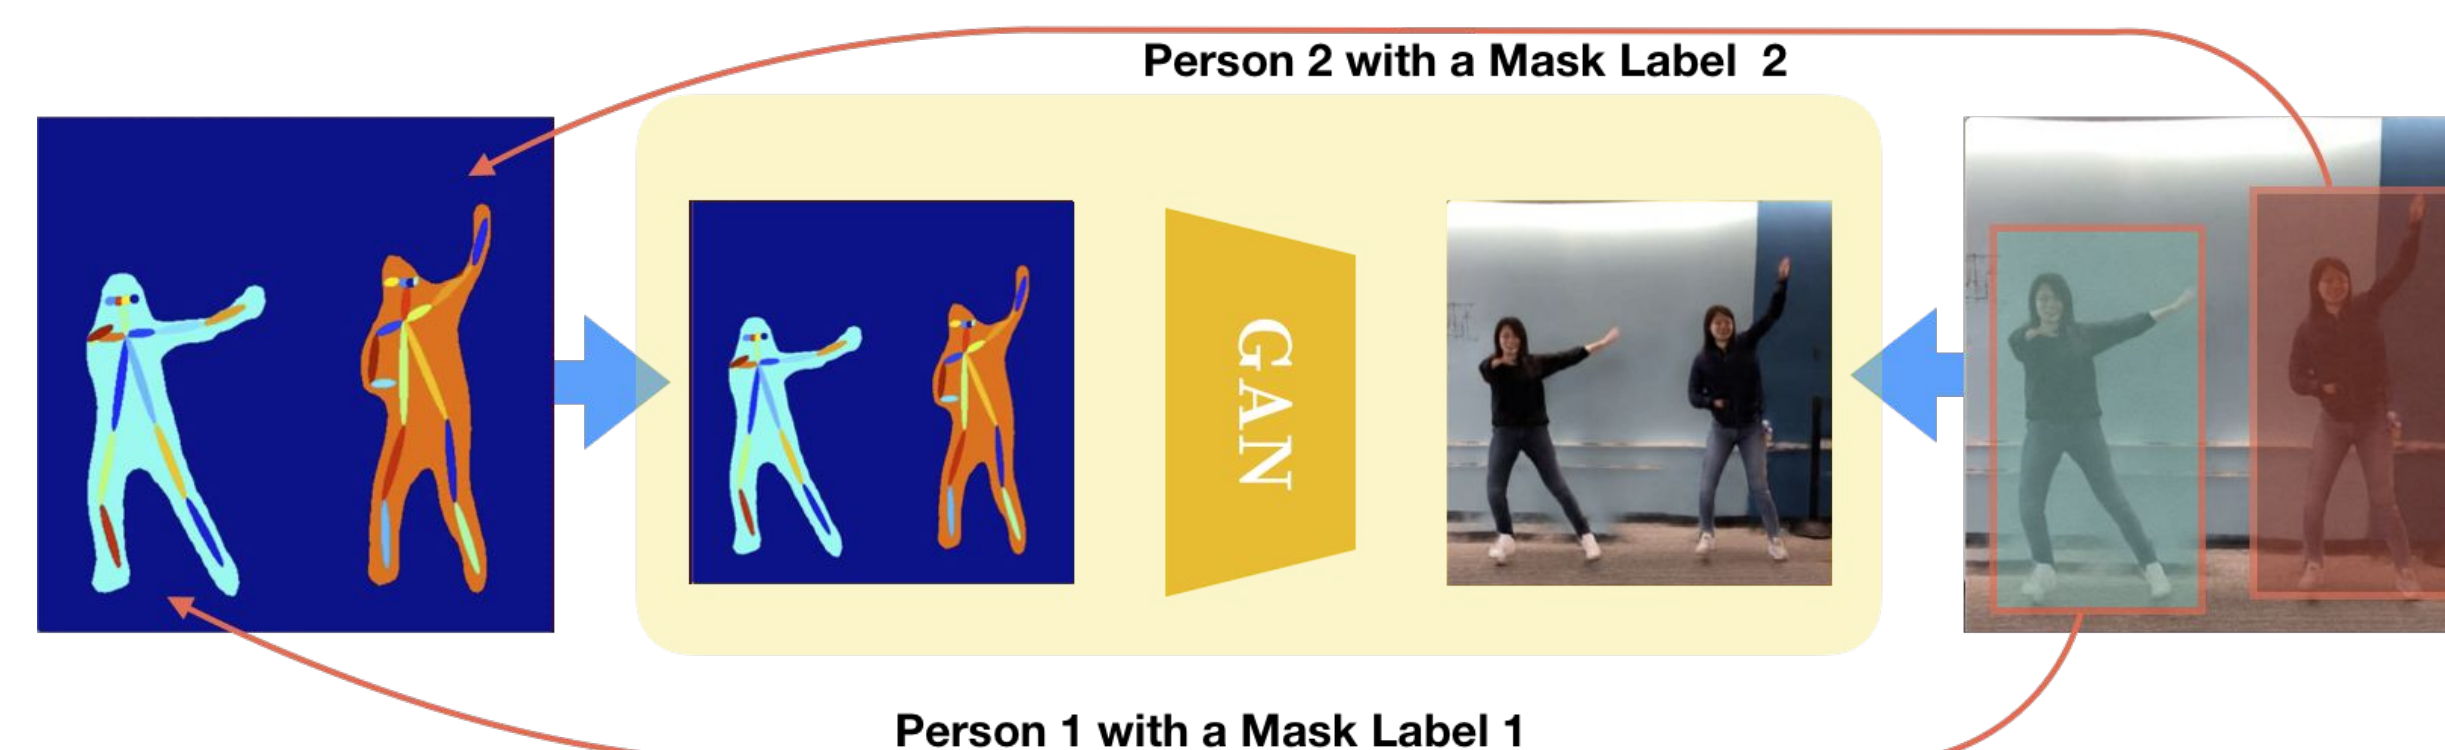 Person 2 with a Mask Label 2
GAN
Person 1 with a Mask Label 1